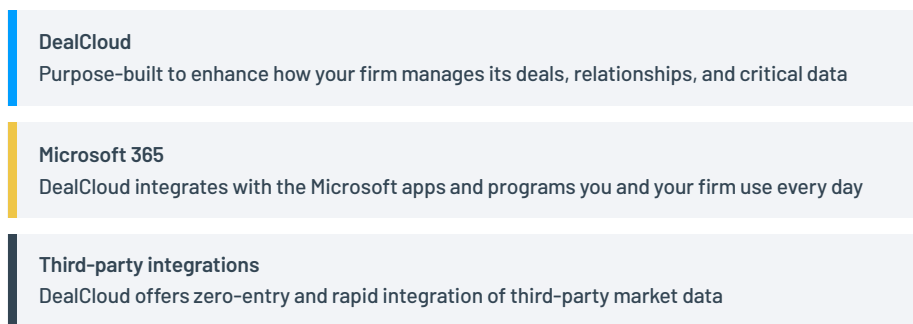 DealCloud
Purpose-built to enhance how your firm manages its deals, relationships, and critical data
Microsoft 365
DealCloud integrates with the Microsoft apps and programs you and your firm use every day
Third-party integrations
DealCloud offers zero-entry and rapid integration of third-party market data